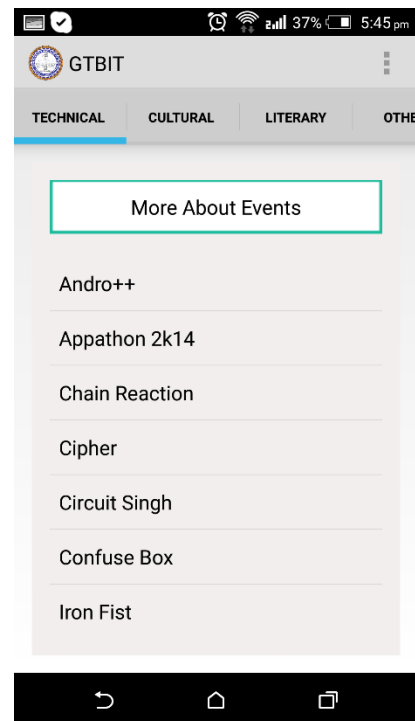 37% 5:45 pm
GTBIT
TECHNICAL CULTURAL LITERARY OTHE
More About Events
Andro++
Appathon 2k14
Chain Reaction
Cipher
Circuit Singh
Confuse Box
Iron Fist